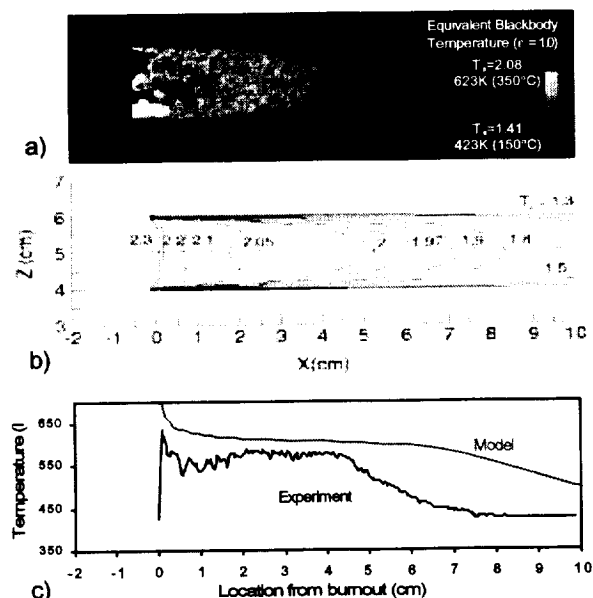 a)
Equivalent Blackbody
Temperature (ε = 1.0)
Ts=2.08
623K (350°C)
Ts=1.41
423K (150°C)
b)
Z (cm)
7
6
5
4
3
2.3 2.2 2.1 2.05 2 1.97 1.9 1.8
1.3
1.5
-2 -1 0 1 2 3 4 5 6 7 8 9 10
X(cm)
c)
Temperature (
650
550
450
350
Model
Experiment
-2 -1 0 1 2 3 4 5 6 7 8 9 10
Location from burnout (cm)